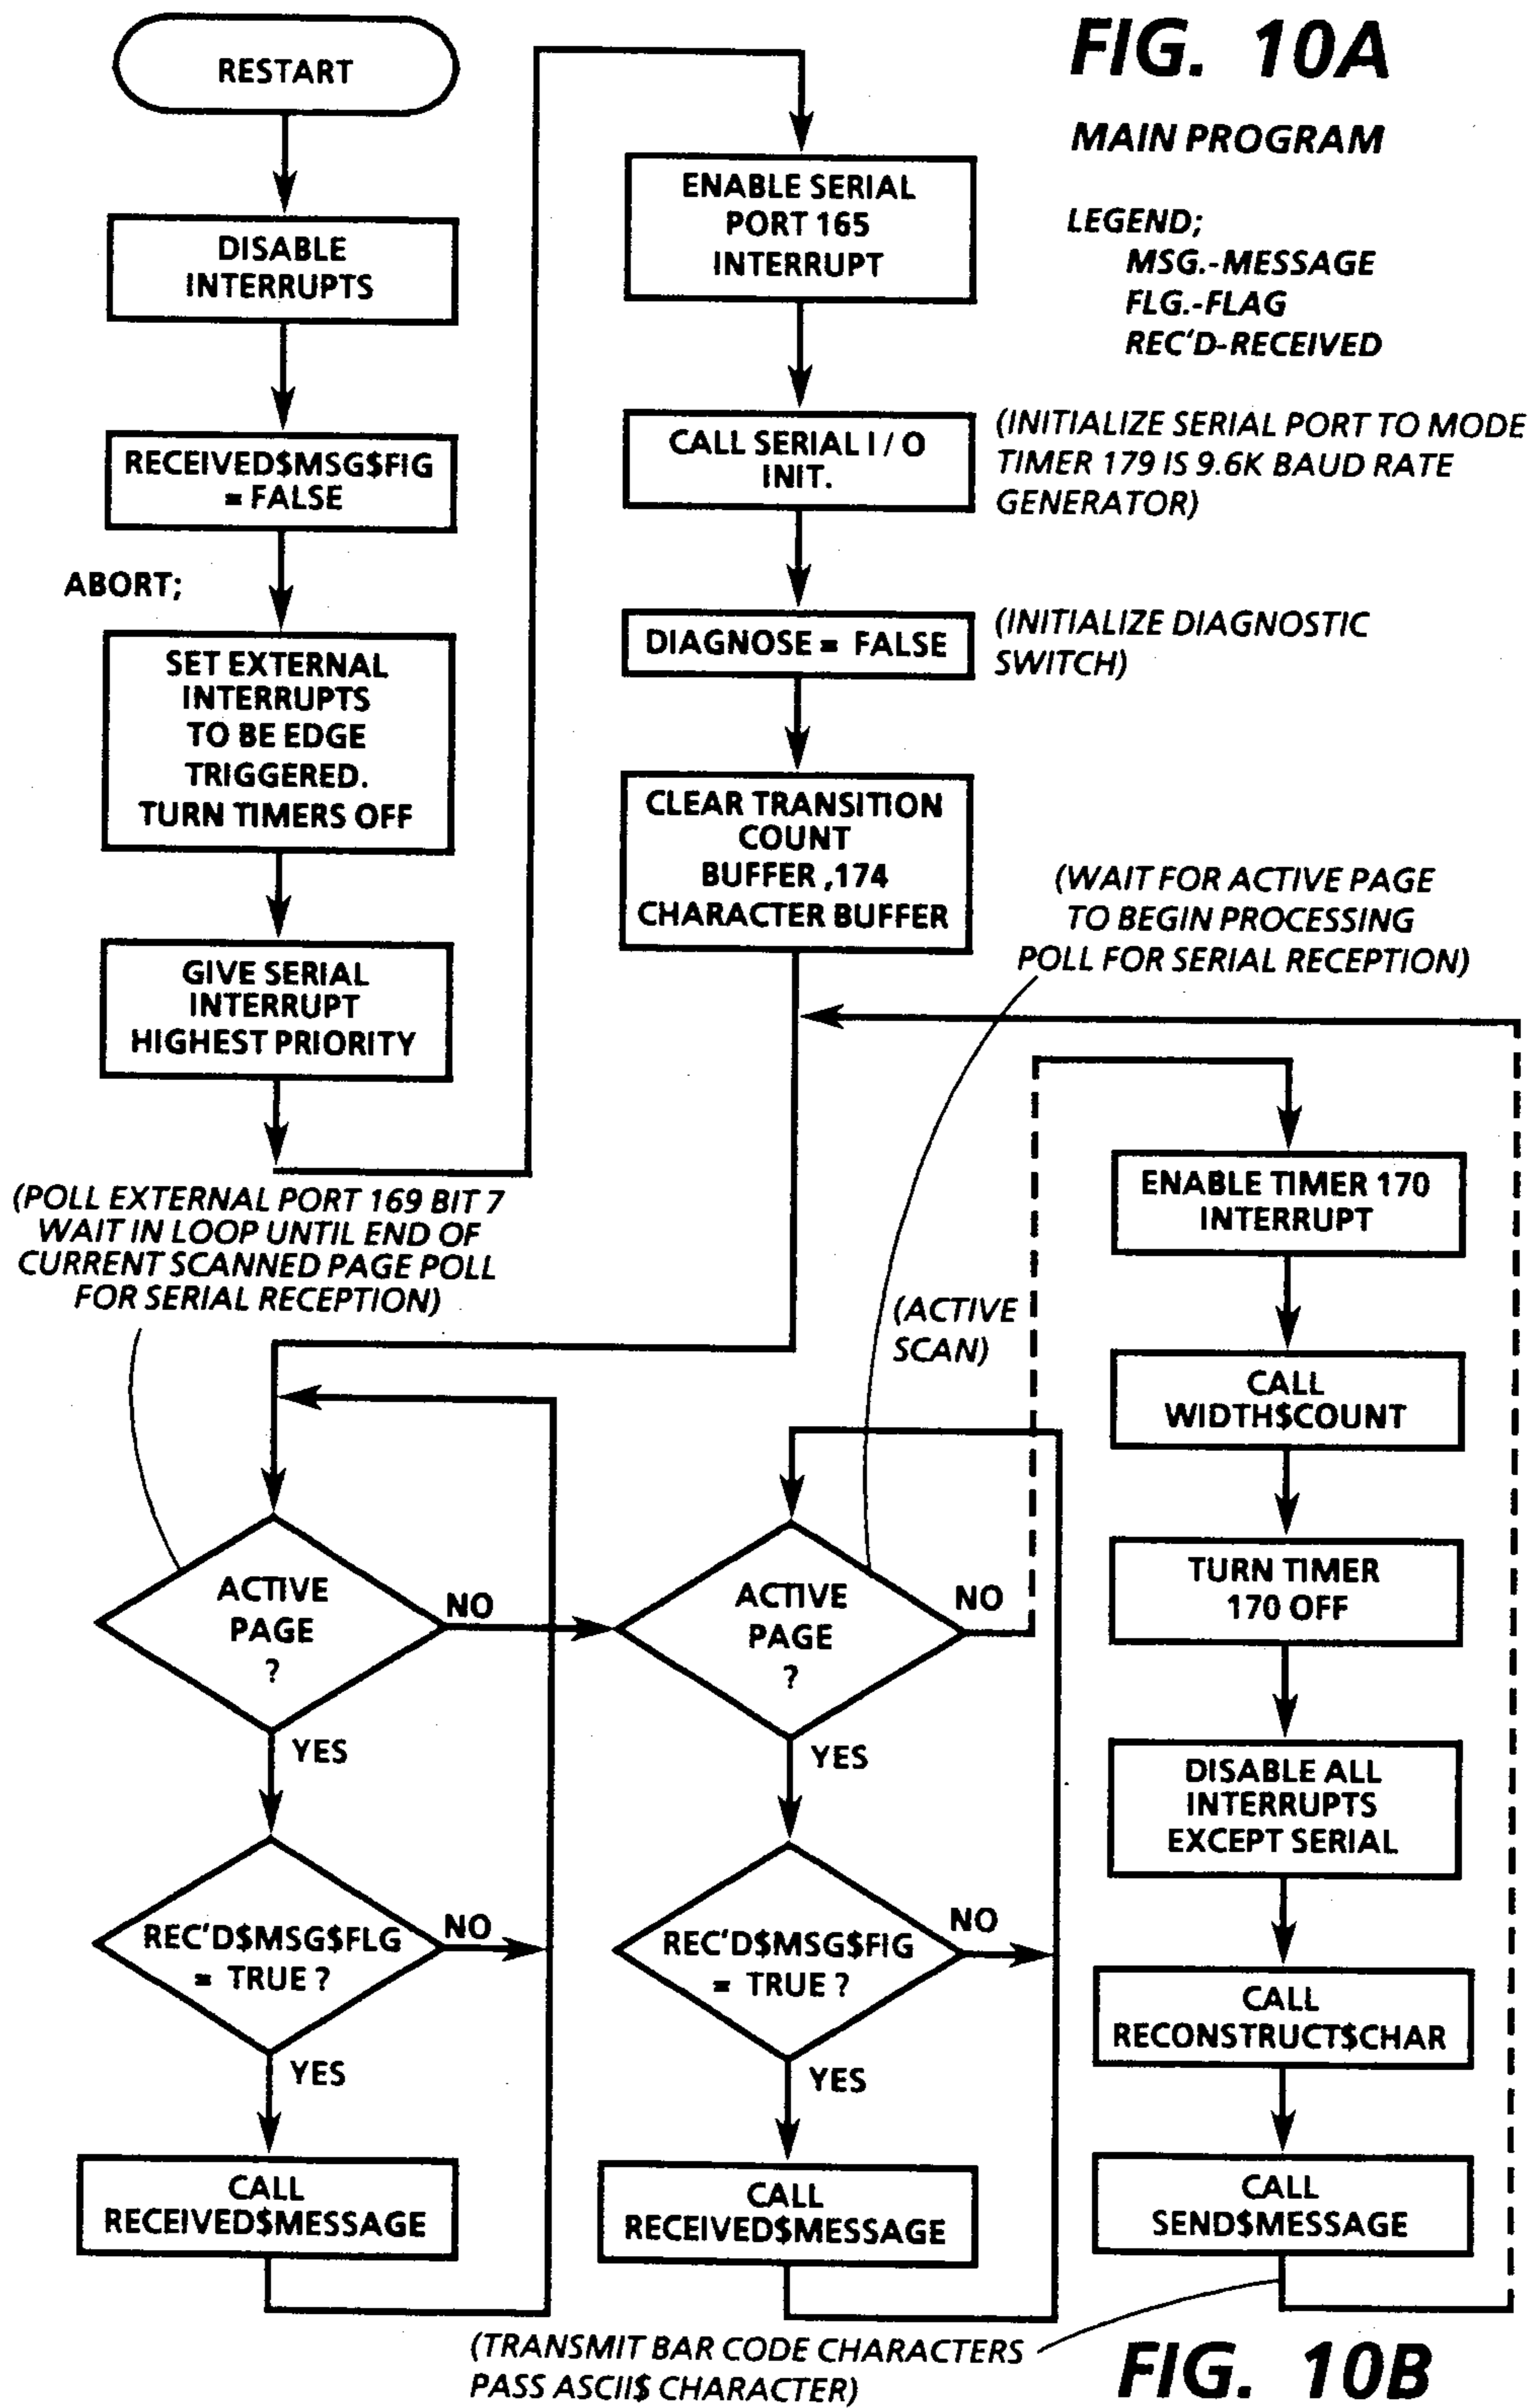 FIG. 10A
MAIN PROGRAM
LEGEND;
MSG.-MESSAGE
FLG.-FLAG
REC'D-RECEIVED
RESTART
DISABLE
INTERRUPTS
RECEIVED$MSG$FIG
= FALSE
ABORT;
SET EXTERNAL
INTERRUPTS
TO BE EDGE
TRIGGERED.
TURN TIMERS OFF
GIVE SERIAL
INTERRUPT
HIGHEST PRIORITY
(POLL EXTERNAL PORT 169 BIT 7
WAIT IN LOOP UNTIL END OF
CURRENT SCANNED PAGE POLL
FOR SERIAL RECEPTION)
ENABLE SERIAL
PORT 165
INTERRUPT
CALL SERIAL I / O
INIT.
(INITIALIZE SERIAL PORT TO MODE
TIMER 179 IS 9.6K BAUD RATE
GENERATOR)
DIAGNOSE = FALSE
(INITIALIZE DIAGNOSTIC
SWITCH)
CLEAR TRANSITION
COUNT
BUFFER ,174
CHARACTER BUFFER
(WAIT FOR ACTIVE PAGE
TO BEGIN PROCESSING
POLL FOR SERIAL RECEPTION)
ACTIVE
PAGE
?
NO
YES
REC'D$MSG$FLG
= TRUE ?
NO
YES
CALL
RECEIVED$MESSAGE
(ACTIVE
SCAN)
ACTIVE
PAGE
?
NO
YES
REC'D$MSG$FIG
= TRUE ?
NO
YES
CALL
RECEIVED$MESSAGE
ENABLE TIMER 170
INTERRUPT
CALL
WIDTH$COUNT
TURN TIMER
170 OFF
DISABLE ALL
INTERRUPTS
EXCEPT SERIAL
CALL
RECONSTRUCT$CHAR
CALL
SEND$MESSAGE
(TRANSMIT BAR CODE CHARACTERS
PASS ASCII$ CHARACTER)
FIG. 10B